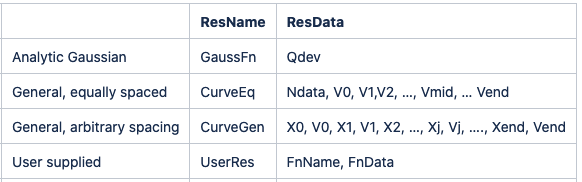 ResName ResData
Analytic Gaussian GaussFn Qdev
General, equally spaced CurveEq Ndata, V0, V1,V2, ..., Vmid, ... Vend
General, arbitrary spacing CurveGen X0, V0, X1, V1, X2, ..., Xj, Vj, ...., Xend, Vend
User supplied UserRes FnName, FnData